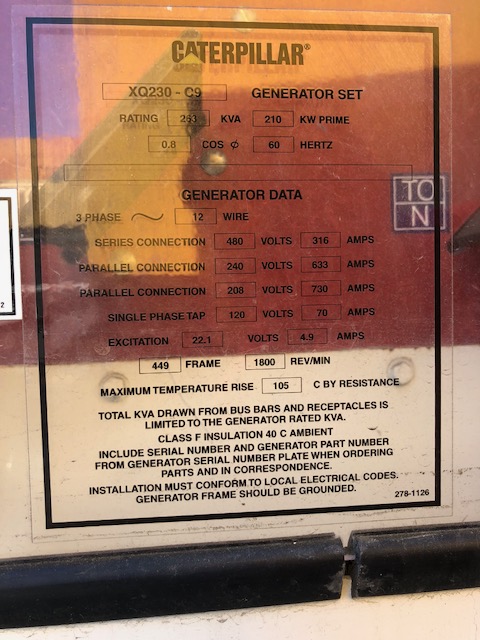 CATERPILLAR®
XQ230 - C9 GENERATOR SET
RATING 263 KVA 210 KW PRIME
0.8 COS ϕ 60 HERTZ
GENERATOR DATA
3 PHASE ~ 12 WIRE
SERIES CONNECTION 480 VOLTS 316 AMPS
PARALLEL CONNECTION 240 VOLTS 633 AMPS
PARALLEL CONNECTION 208 VOLTS 730 AMPS
SINGLE PHASE TAP 120 VOLTS 70 AMPS
EXCITATION 22.1 VOLTS 4.9 AMPS
449 FRAME 1800 REV/MIN
MAXIMUM TEMPERATURE RISE 105 C BY RESISTANCE
TOTAL KVA DRAWN FROM BUS BARS AND RECEPTACLES IS
LIMITED TO THE GENERATOR RATED KVA.
CLASS F INSULATION 40 C AMBIENT
INCLUDE SERIAL NUMBER AND GENERATOR PART NUMBER
FROM GENERATOR SERIAL NUMBER PLATE WHEN ORDERING
PARTS AND IN CORRESPONDENCE.
INSTALLATION MUST CONFORM TO LOCAL ELECTRICAL CODES.
GENERATOR FRAME SHOULD BE GROUNDED.
278-1126
TO
N
2